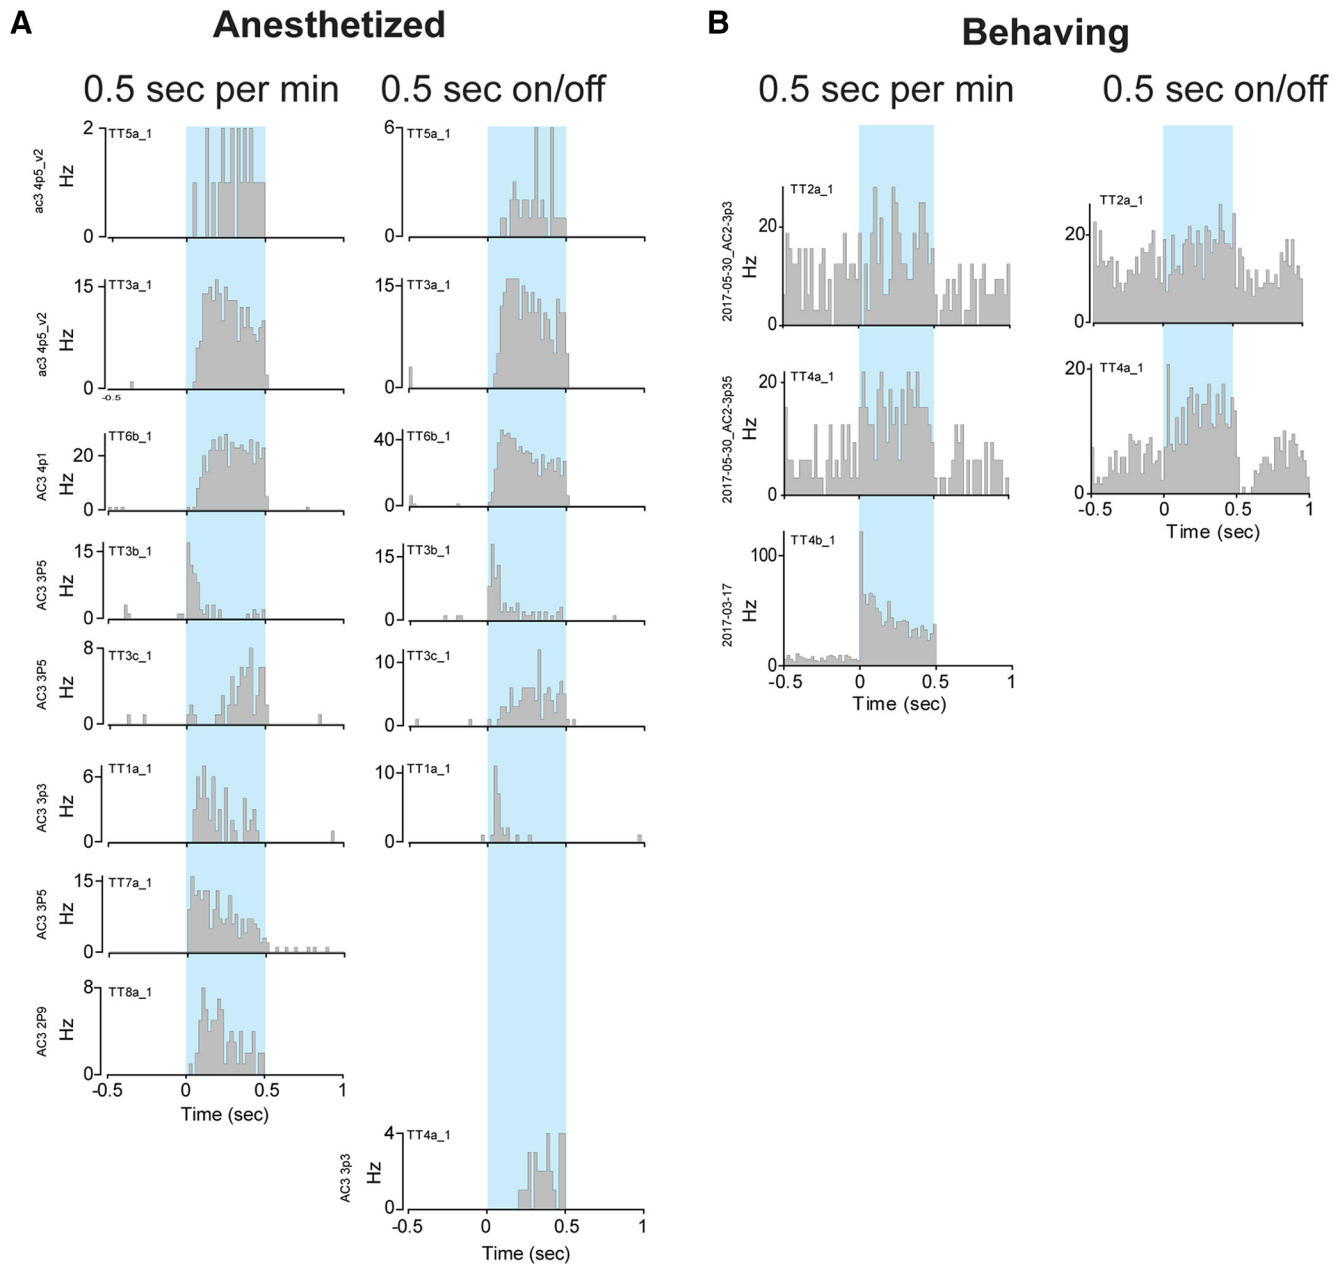 A
Anesthetized
0.5 sec per min
0.5 sec on/off
ac3 4p5_v2
Hz
2
0
TT5a_1
6
0
TT5a_1
ac3 4p5_v2
Hz
15
0
TT3a_1
-0.5
15
0
TT3a_1
AC3 4p1
Hz
20
0
TT6b_1
40
0
TT6b_1
AC3 3P5
Hz
15
0
TT3b_1
15
0
TT3b_1
AC3 3P5
Hz
8
0
TT3c_1
10
0
TT3c_1
AC3 3p3
Hz
6
0
TT1a_1
10
0
TT1a_1
AC3 3P5
Hz
15
0
TT7a_1
AC3 2P9
Hz
8
0
TT8a_1
-0.5 0 0.5 1
Time (sec)
AC3 3p3
Hz
4
0
TT4a_1
-0.5 0 0.5 1
Time (sec)
B
Behaving
0.5 sec per min
0.5 sec on/off
2017-05-30_AC2-3p3
Hz
20
0
TT2a_1
20
0
TT2a_1
2017-05-30_AC2-3p35
Hz
20
0
TT4a_1
20
0
TT4a_1
-0.5 0 0.5 1
Time (sec)
2017-03-17
Hz
100
0
TT4b_1
-0.5 0 0.5 1
Time (sec)